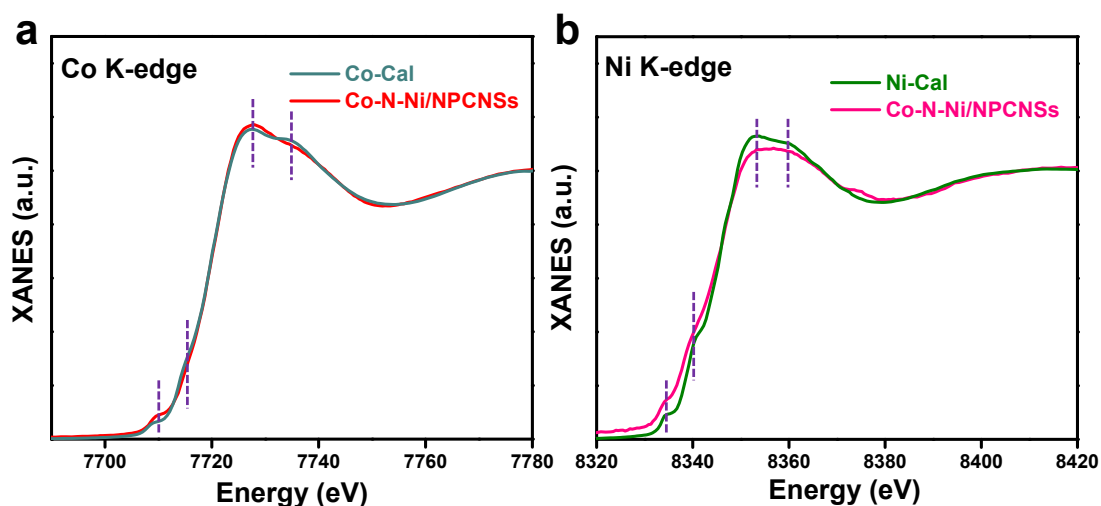 a
Co K-edge
Co-Cal
Co-N-Ni/NPCNSs
XANES (a.u.)
7700 7720 7740 7760 7780
Energy (eV)
b
Ni K-edge
Ni-Cal
Co-N-Ni/NPCNSs
XANES (a.u.)
8320 8340 8360 8380 8400 8420
Energy (eV)